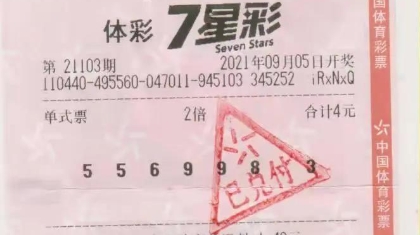 体彩 7星彩
Seven Stars
第 21103期 2021年09月05日开奖
110440-495560-047011-945103 345252 iRxNxQ
单式票 2倍 合计4元
5 5 6 9 9 8 3
已兑付
中国体育彩票
中国体育彩票